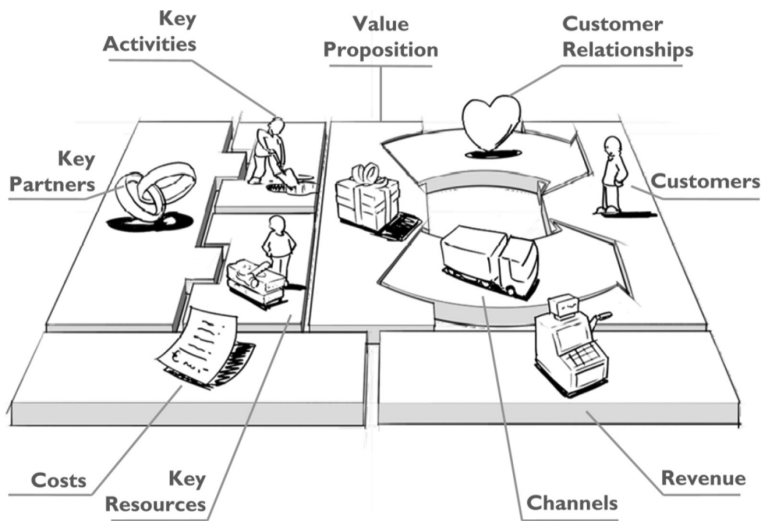 Key
Activities
Value
Proposition
Customer
Relationships
Key
Partners
Customers
Costs
Key
Resources
Channels
Revenue